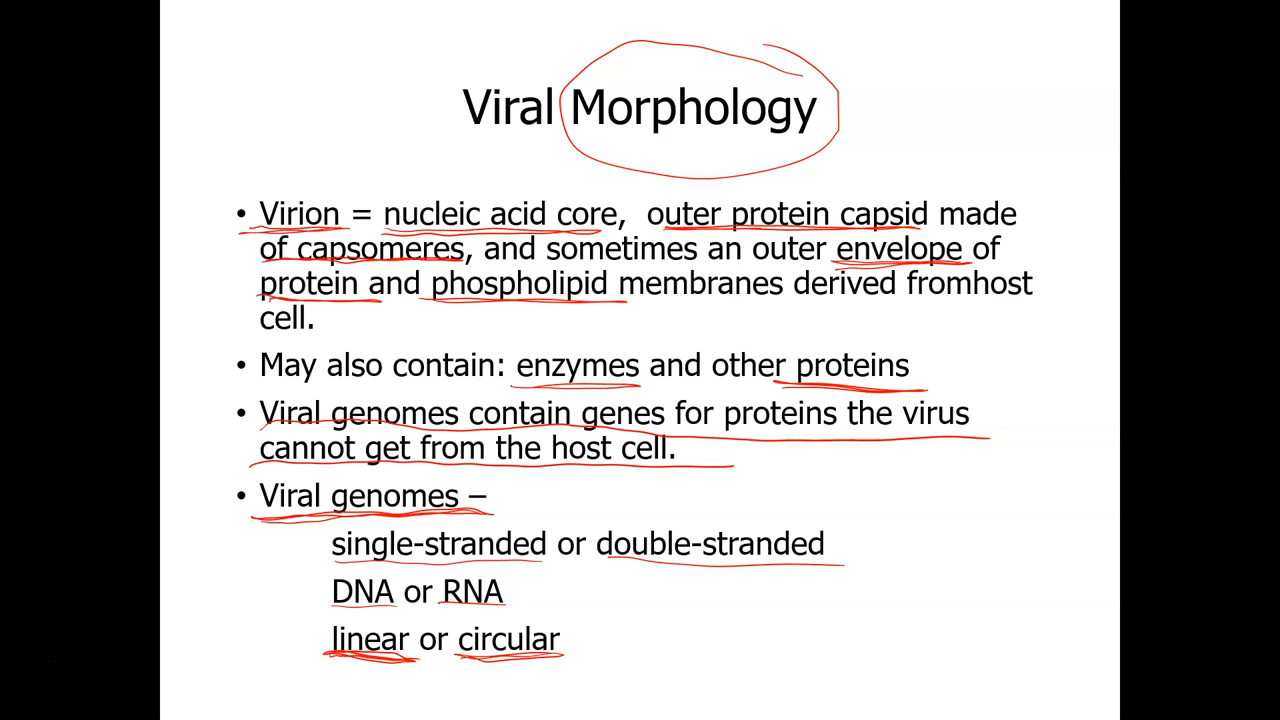 Viral Morphology
• Virion = nucleic acid core,  outer protein capsid made
of capsomeres, and sometimes an outer envelope of
protein and phospholipid membranes derived fromhost
cell.
• May also contain: enzymes and other proteins
• Viral genomes contain genes for proteins the virus
cannot get from the host cell.
• Viral genomes –
single-stranded or double-stranded
DNA or RNA
linear or circular